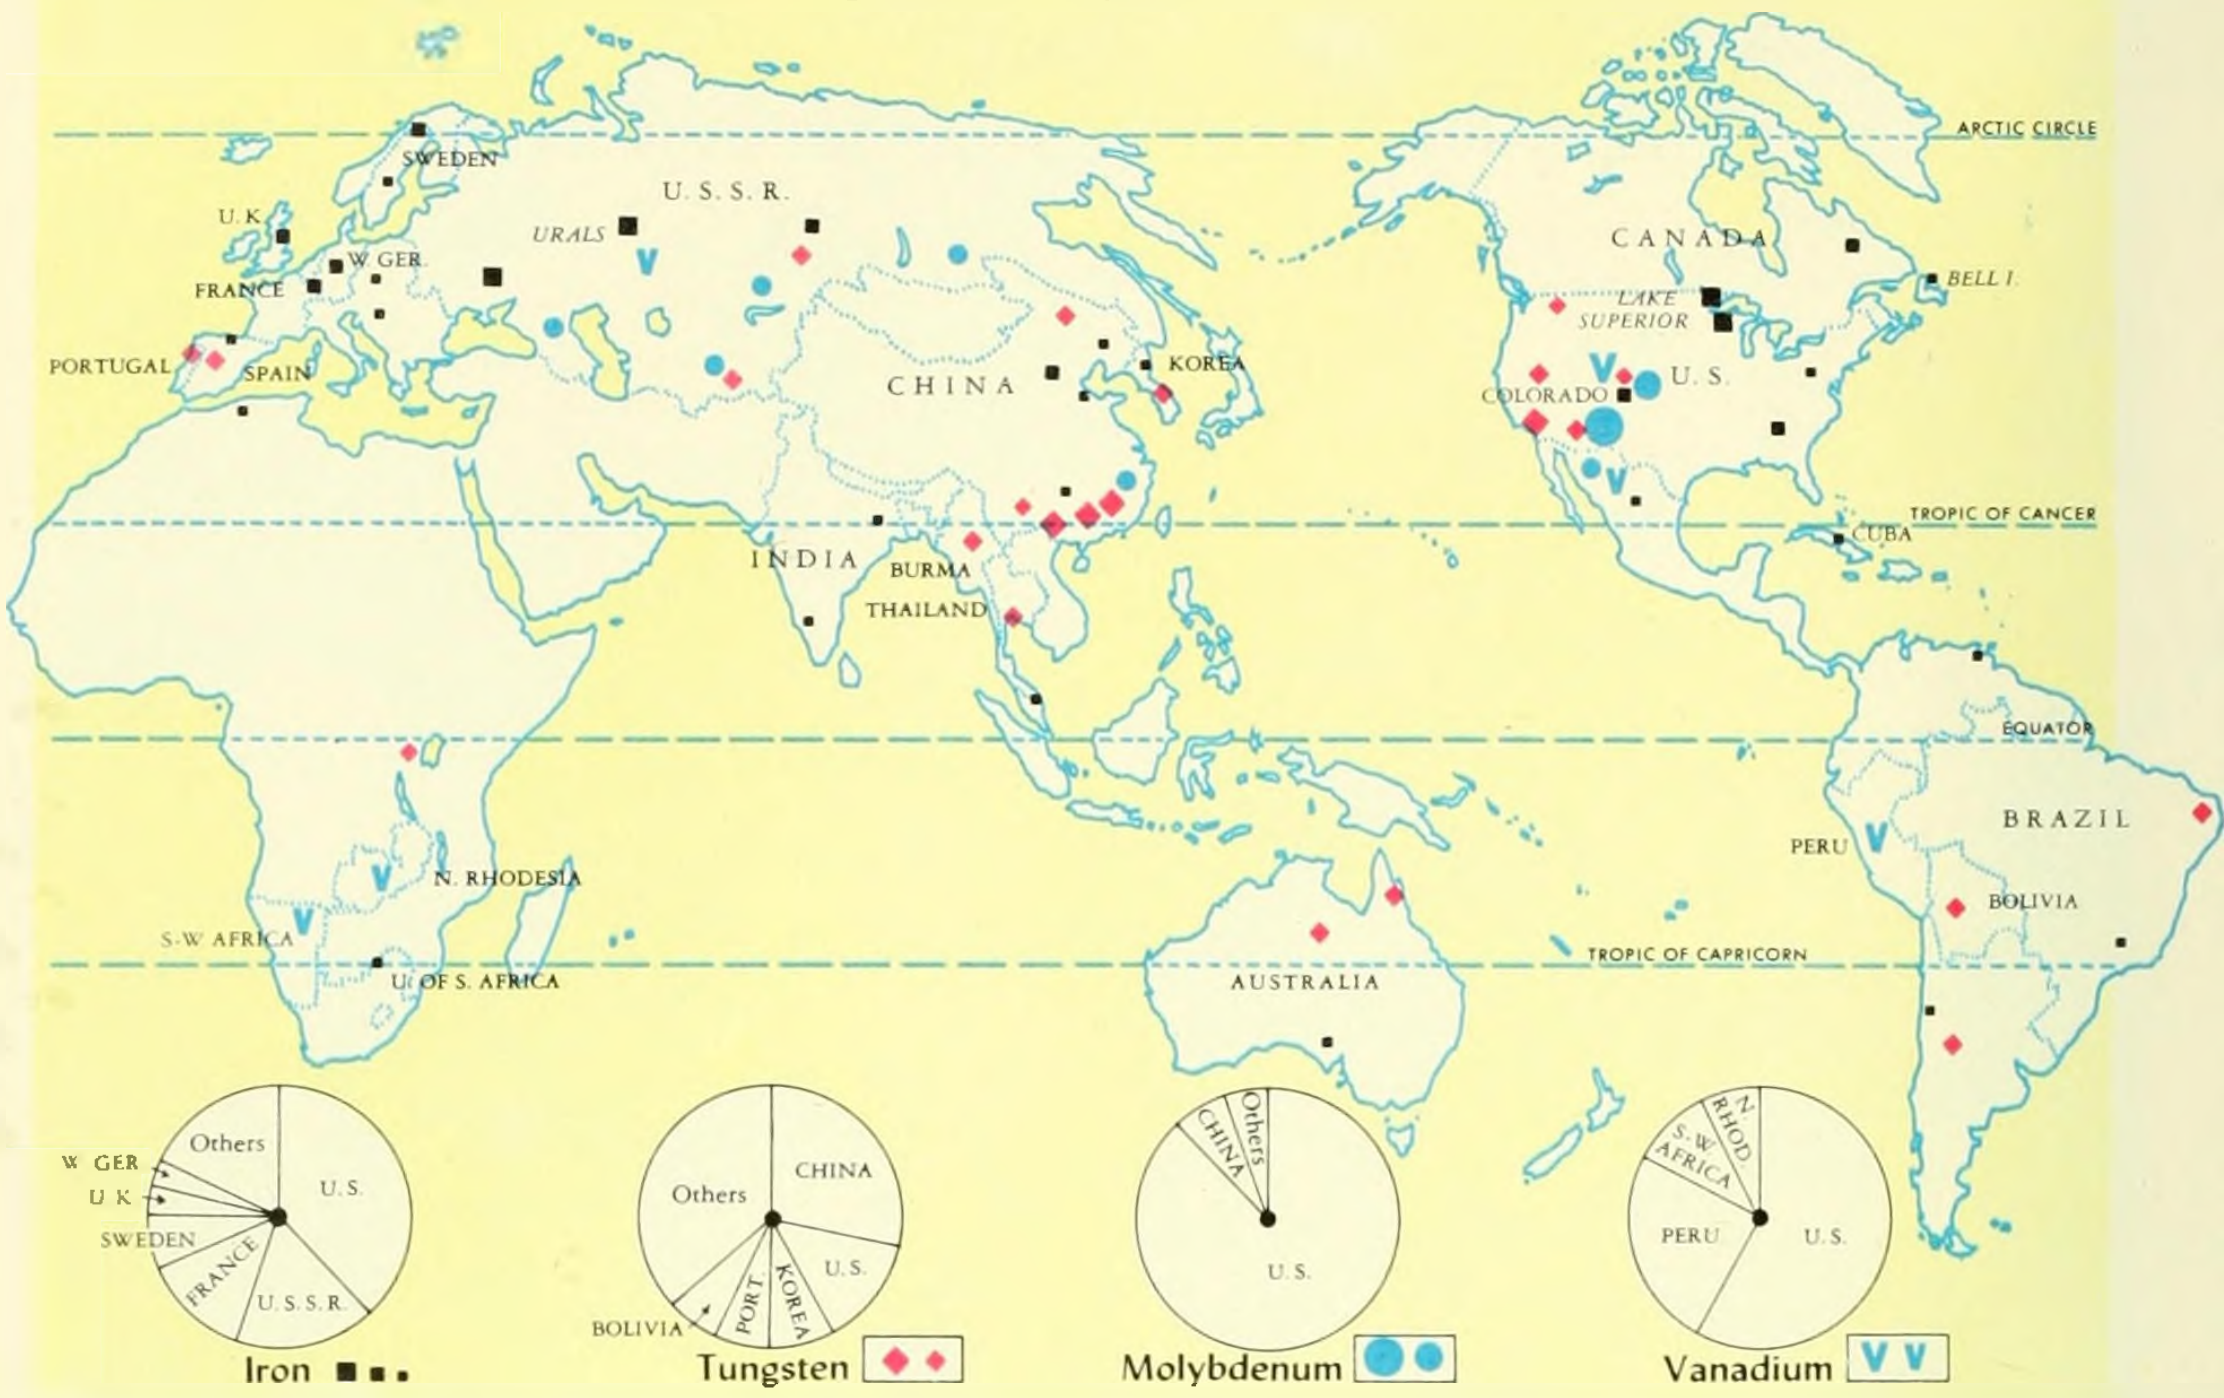 ARCTIC CIRCLE
SWEDEN
U.S.S.R.
U.K.
URALS
CANADA
W. GER.
FRANCE
BELL I.
LAKE
SUPERIOR
PORTUGAL
SPAIN
CHINA
KOREA
V
V
U.S.
COLORADO
V
TROPIC OF CANCER
CUBA
INDIA
BURMA
THAILAND
EQUATOR
BRAZIL
PERU
V
V
N. RHODESIA
BOLIVIA
V
S-W AFRICA
TROPIC OF CAPRICORN
U. OF S. AFRICA
AUSTRALIA
Others
W GER
U K
U.S.
SWEDEN
FRANCE
U.S.S.R.
Iron
Others
CHINA
U.S.
KOREA
PORT.
BOLIVIA
Tungsten
CHINA
Others
U.S.
Molybdenum
N.
RHOD.
S-W.
AFRICA
PERU
U.S.
Vanadium V V